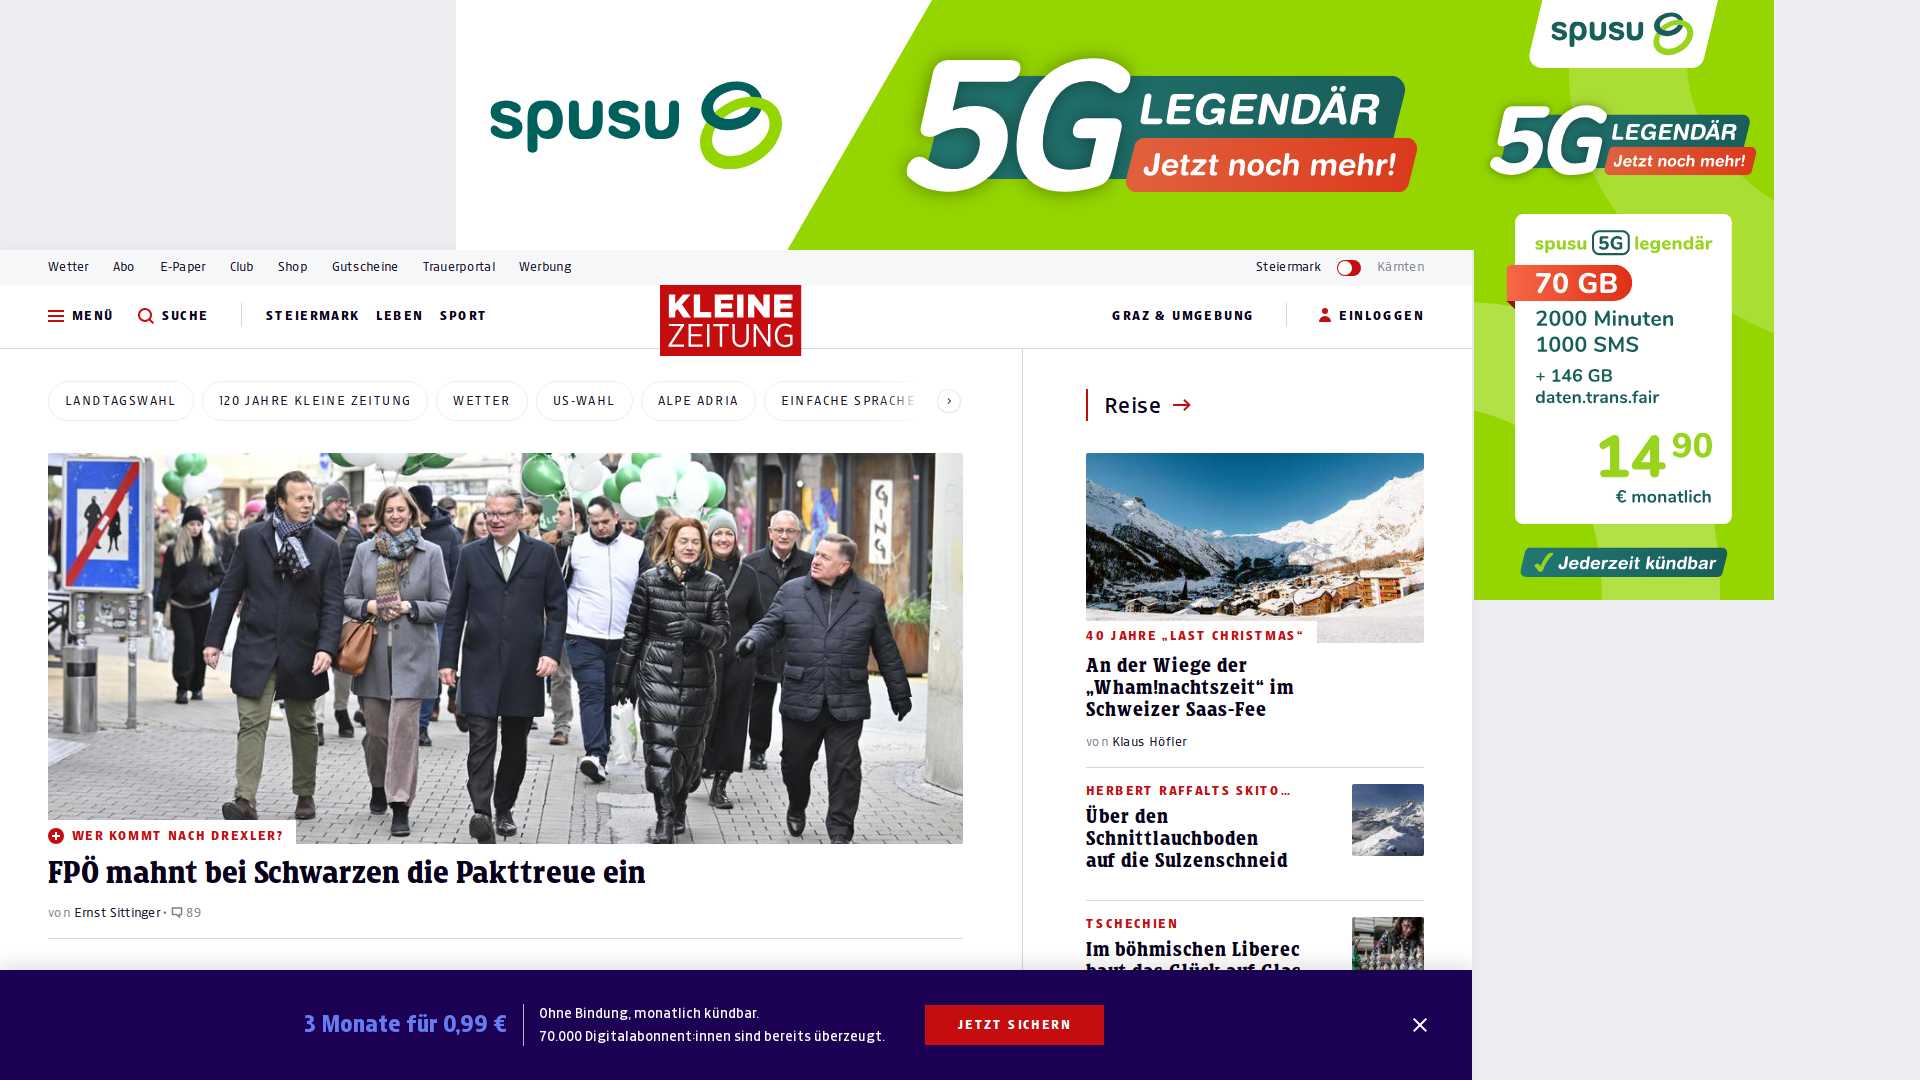 spusu
5G LEGENDÄR
Jetzt noch mehr!
spusu
5G LEGENDÄR
Jetzt noch mehr!
spusu 5G legendär
70 GB
2000 Minuten
1000 SMS
+ 146 GB
daten.trans.fair
14 90
€ monatlich
Jederzeit kündbar
Wetter Abo E-Paper Club Shop Gutscheine Trauerportal Werbung
Steiermark Kärnten
MENÜ SUCHE STEIERMARK LEBEN SPORT
KLEINE
ZEITUNG
GRAZ & UMGEBUNG EINLOGGEN
LANDTAGSWAHL 120 JAHRE KLEINE ZEITUNG WETTER US-WAHL ALPE ADRIA EINFACHE SPRACHE
GING
WER KOMMT NACH DREXLER?
FPÖ mahnt bei Schwarzen die Pakttreue ein
von Ernst Sittinger • 89
Reise
40 JAHRE „LAST CHRISTMAS“
An der Wiege der
„Wham!nachtszeit“ im
Schweizer Saas-Fee
von Klaus Höfler
HERBERT RAFFALTS SKITO...
Über den
Schnittlauchboden
auf die Sulzenschneid
TSCHECHIEN
Im böhmischen Liberec
baut das Glück auf Glas
3 Monate für 0,99 €
Ohne Bindung, monatlich kündbar.
70.000 Digitalabonnent:innen sind bereits überzeugt.
JETZT SICHERN